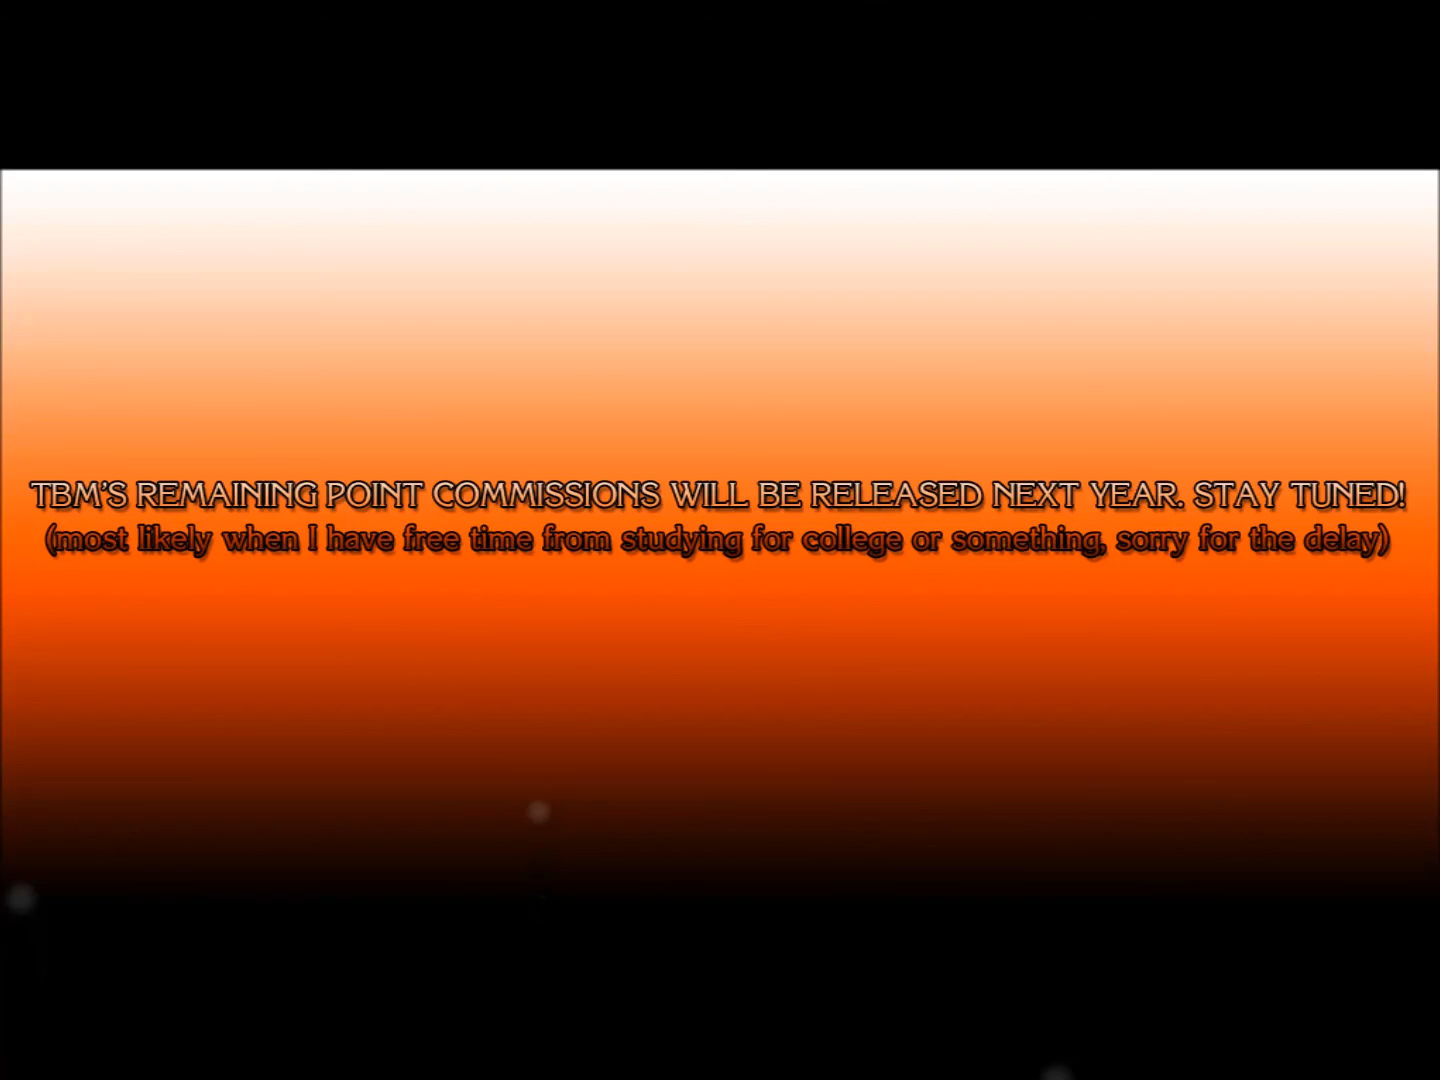 TBM'S REMAINING POINT COMMISSIONS WILL BE RELEASED NEXT YEAR. STAY TUNED!
(most likely when I have free time from studying for college or something, sorry for the delay)